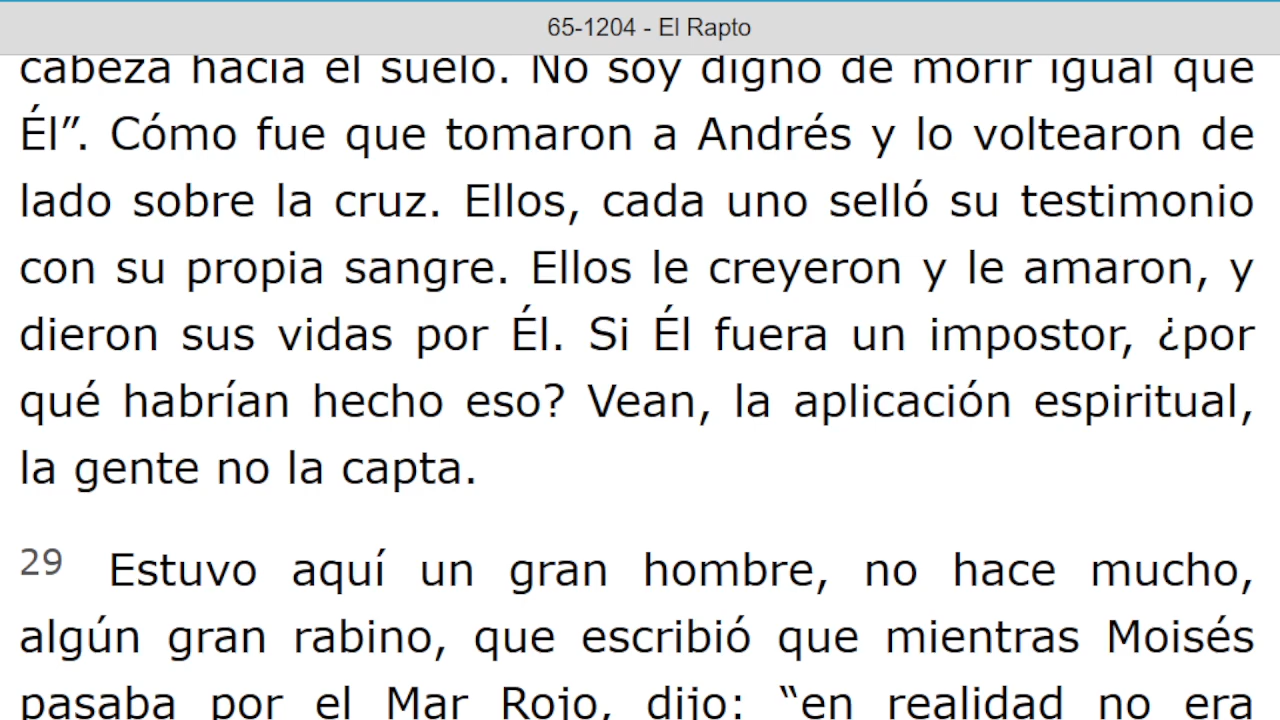 65-1204 - El Rapto
cabeza hacia el suelo. No soy digno de morir igual que
Él”. Cómo fue que tomaron a Andrés y lo voltearon de
lado sobre la cruz. Ellos, cada uno selló su testimonio
con su propia sangre. Ellos le creyeron y le amaron, y
dieron sus vidas por Él. Si Él fuera un impostor, ¿por
qué habrían hecho eso? Vean, la aplicación espiritual,
la gente no la capta.
29 Estuvo aquí un gran hombre, no hace mucho,
algún gran rabino, que escribió que mientras Moisés
pasaba por el Mar Rojo, dijo: “en realidad no era